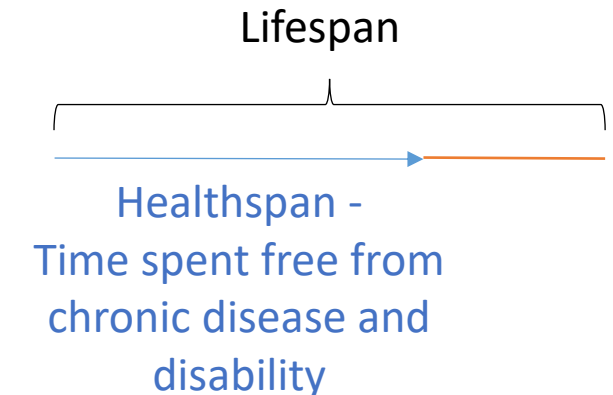 Lifespan
Healthspan -
Time spent free from
chronic disease and
disability